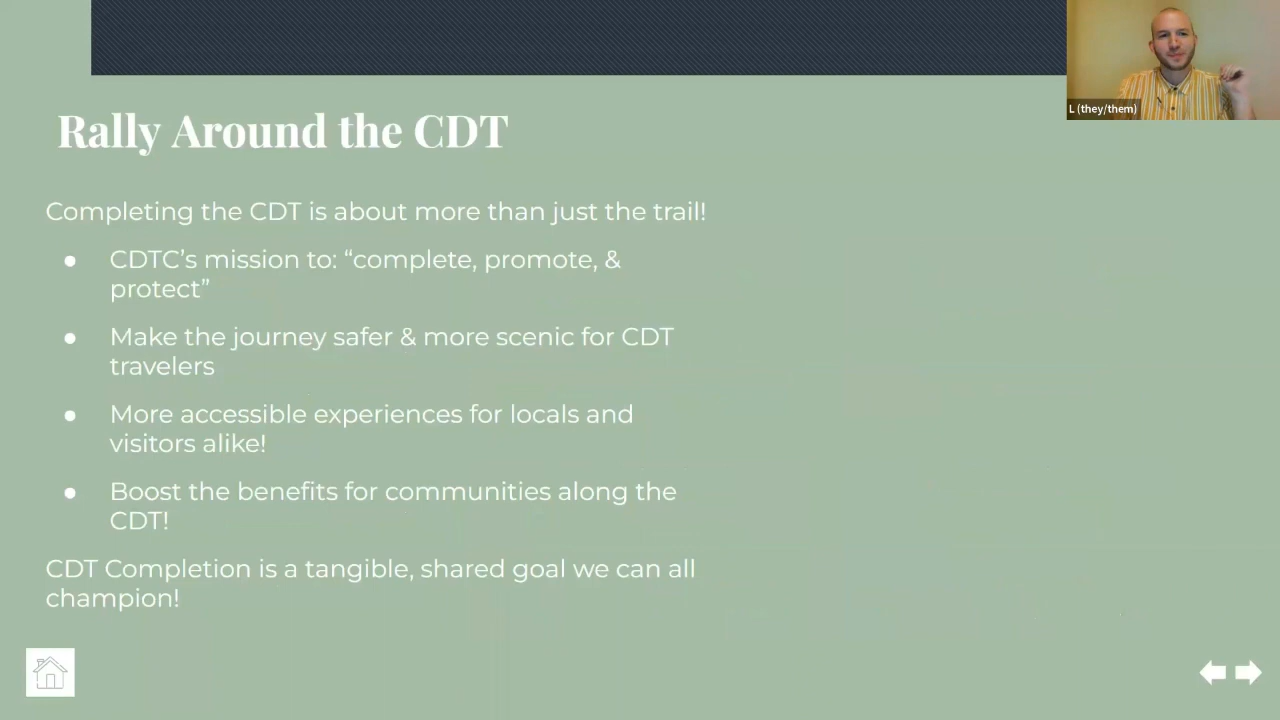 L (they/them)
Rally Around the CDT
Completing the CDT is about more than just the trail!
● CDTC’s mission to: “complete, promote, &
protect”
● Make the journey safer & more scenic for CDT
travelers
● More accessible experiences for locals and
visitors alike!
● Boost the benefits for communities along the
CDT!
CDT Completion is a tangible, shared goal we can all
champion!